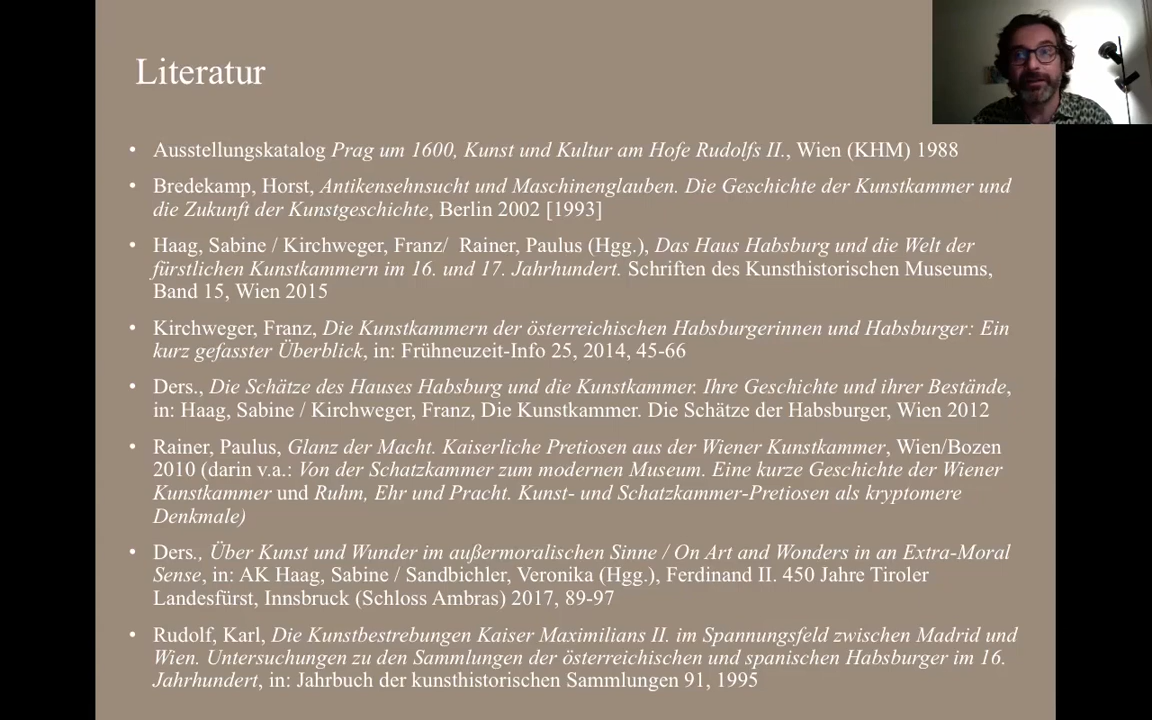 Literatur
• Ausstellungskatalog Prag um 1600, Kunst und Kultur am Hofe Rudolfs II., Wien (KHM) 1988
• Bredekamp, Horst, Antikensehnsucht und Maschinenglauben. Die Geschichte der Kunstkammer und
die Zukunft der Kunstgeschichte, Berlin 2002 [1993]
• Haag, Sabine / Kirchweger, Franz/ Rainer, Paulus (Hgg.), Das Haus Habsburg und die Welt der
fürstlichen Kunstkammern im 16. und 17. Jahrhundert. Schriften des Kunsthistorischen Museums,
Band 15, Wien 2015
• Kirchweger, Franz, Die Kunstkammern der österreichischen Habsburgerinnen und Habsburger: Ein
kurz gefasster Überblick, in: Frühneuzeit-Info 25, 2014, 45-66
• Ders., Die Schätze des Hauses Habsburg und die Kunstkammer. Ihre Geschichte und ihrer Bestände,
in: Haag, Sabine / Kirchweger, Franz, Die Kunstkammer. Die Schätze der Habsburger, Wien 2012
• Rainer, Paulus, Glanz der Macht. Kaiserliche Pretiosen aus der Wiener Kunstkammer, Wien/Bozen
2010 (darin v.a.: Von der Schatzkammer zum modernen Museum. Eine kurze Geschichte der Wiener
Kunstkammer und Ruhm, Ehr und Pracht. Kunst- und Schatzkammer-Pretiosen als kryptomere
Denkmale)
• Ders., Über Kunst und Wunder im außermoralischen Sinne / On Art and Wonders in an Extra-Moral
Sense, in: AK Haag, Sabine / Sandbichler, Veronika (Hgg.), Ferdinand II. 450 Jahre Tiroler
Landesfürst, Innsbruck (Schloss Ambras) 2017, 89-97
• Rudolf, Karl, Die Kunstbestrebungen Kaiser Maximilians II. im Spannungsfeld zwischen Madrid und
Wien. Untersuchungen zu den Sammlungen der österreichischen und spanischen Habsburger im 16.
Jahrhundert, in: Jahrbuch der kunsthistorischen Sammlungen 91, 1995